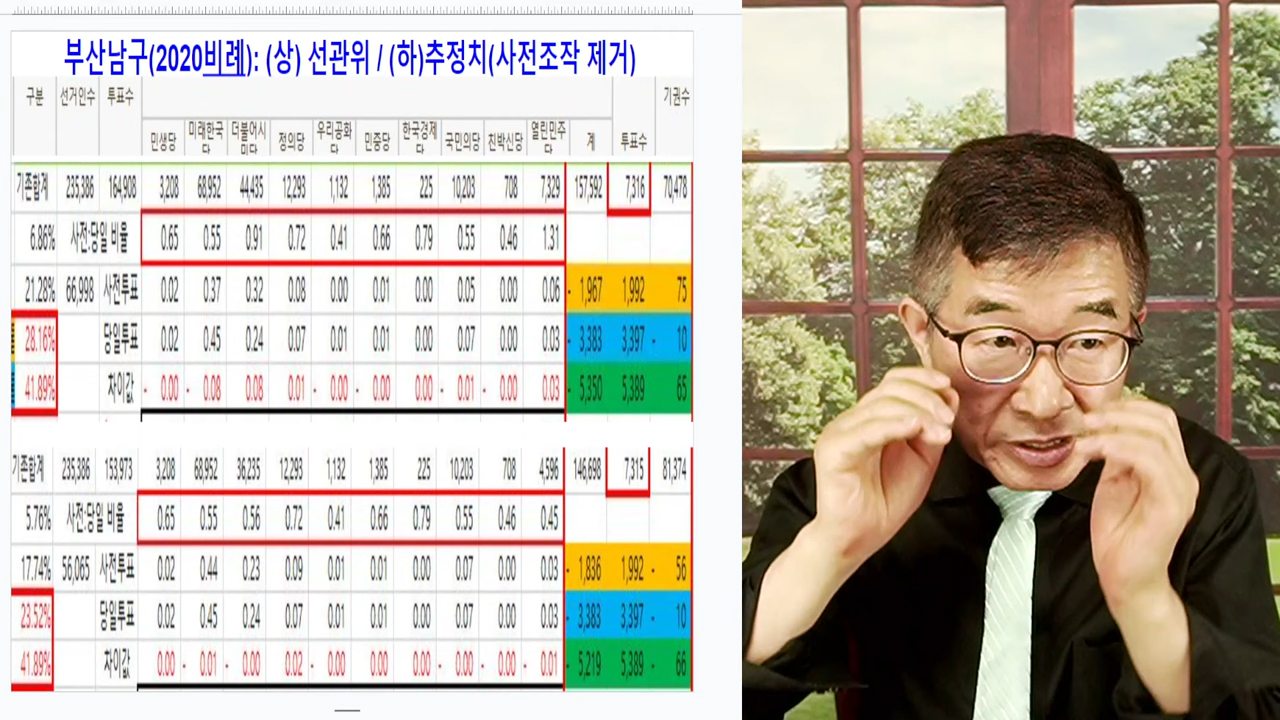 부산남구(2020비례): (상) 선관위 / (하)추정치(사전조작 제거)
구분 선거인수 투표수 기권수
민생당 미래한국당 더불어시민당 정의당 우리공화당 민중당 한국경제당 국민의당 친박신당 열린민주 계 투표수
기존합계 235,386 164,908 3,208 68,952 44,435 12,293 1,132 1,385 225 10,203 708 7,329 157,592 7,316 70,478
6.86% 사전:당일 비율 0.65 0.55 0.91 0.72 0.41 0.66 0.79 0.55 0.46 1.31
21.28% 66,998 사전투표 0.02 0.37 0.32 0.08 0.00 0.01 0.00 0.05 0.00 0.06 - 1,967 1,992 75
28.16% 당일투표 0.02 0.45 0.24 0.07 0.01 0.01 0.00 0.07 0.00 0.03 - 3,383 3,397 - 10
41.89% 차이값 - 0.00 - 0.08 0.08 0.01 - 0.00 - 0.00 - 0.00 - 0.01 - 0.00 0.03 - 5,350 5,389 65
기존합계 235,386 153,973 3,208 68,952 36,235 12,293 1,132 1,385 225 10,203 708 4,596 146,698 7,315 81,374
5.76% 사전:당일 비율 0.65 0.55 0.56 0.72 0.41 0.66 0.79 0.55 0.46 0.45
17.74% 56,065 사전투표 0.02 0.44 0.23 0.09 0.01 0.01 0.00 0.07 0.00 0.03 - 1,836 1,992 - 56
23.52% 당일투표 0.02 0.45 0.24 0.07 0.01 0.01 0.00 0.07 0.00 0.03 - 3,383 3,397 - 10
41.89% 차이값 0.00 - 0.01 - 0.00 0.02 - 0.00 0.00 0.00 - 0.00 - 0.00 - 0.01 - 5,219 5,389 - 66